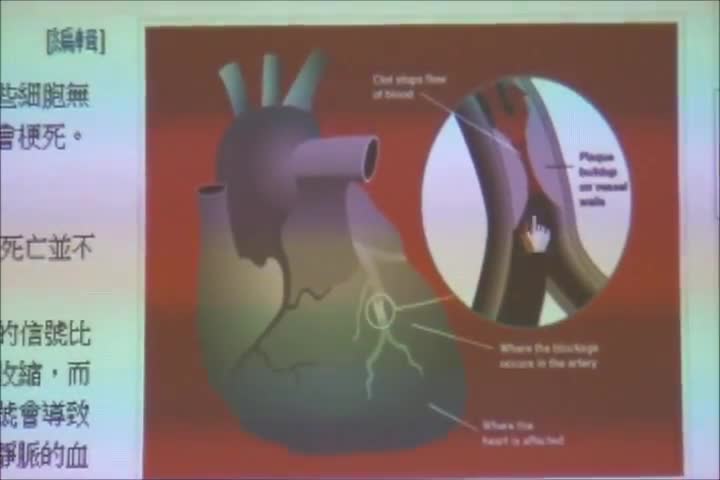 [編輯]
些細胞無
會梗死。
死亡並不
的信號比
收縮，而
號會導致
靜脈的血
Clot stops flow
of blood
Plaque
buildup
on vessel
walls
Where the blockage
occurs in the artery
Where the
heart is affected